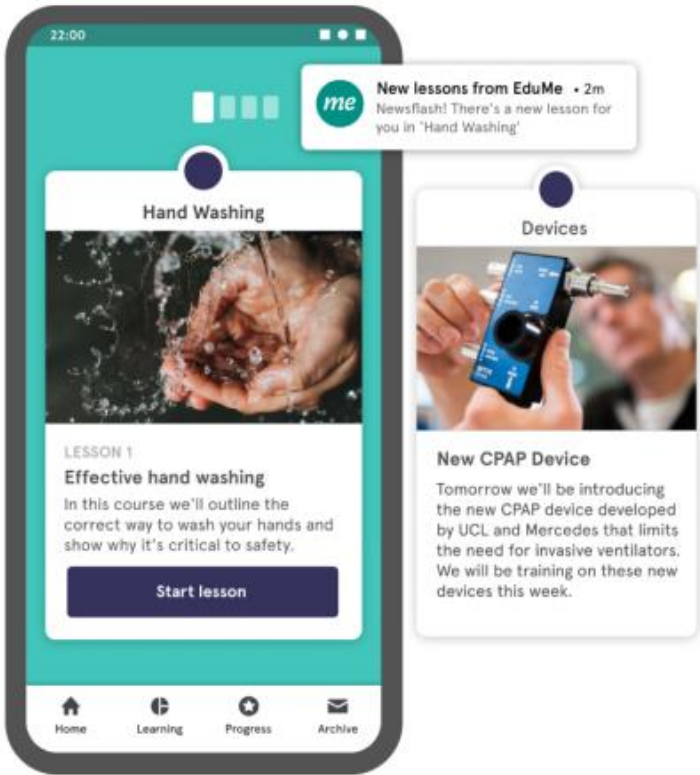 22:00
me
New lessons from EduMe • 2m
Newsflash! There's a new lesson for
you in 'Hand Washing'
Hand Washing
LESSON 1
Effective hand washing
In this course we'll outline the
correct way to wash your hands and
show why it's critical to safety.
Start lesson
Home
Learning
Progress
Archive
Devices
New CPAP Device
Tomorrow we'll be introducing
the new CPAP device developed
by UCL and Mercedes that limits
the need for invasive ventilators.
We will be training on these new
devices this week.